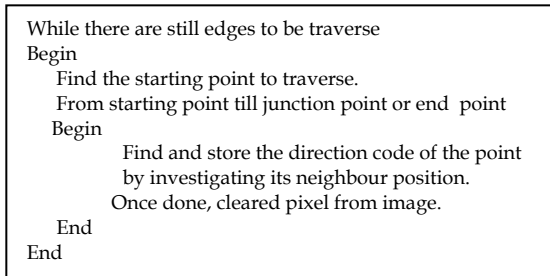 While there are still edges to be traverse
Begin
Find the starting point to traverse.
From starting point till junction point or end point
Begin
Find and store the direction code of the point
by investigating its neighbour position.
Once done, cleared pixel from image.
End
End